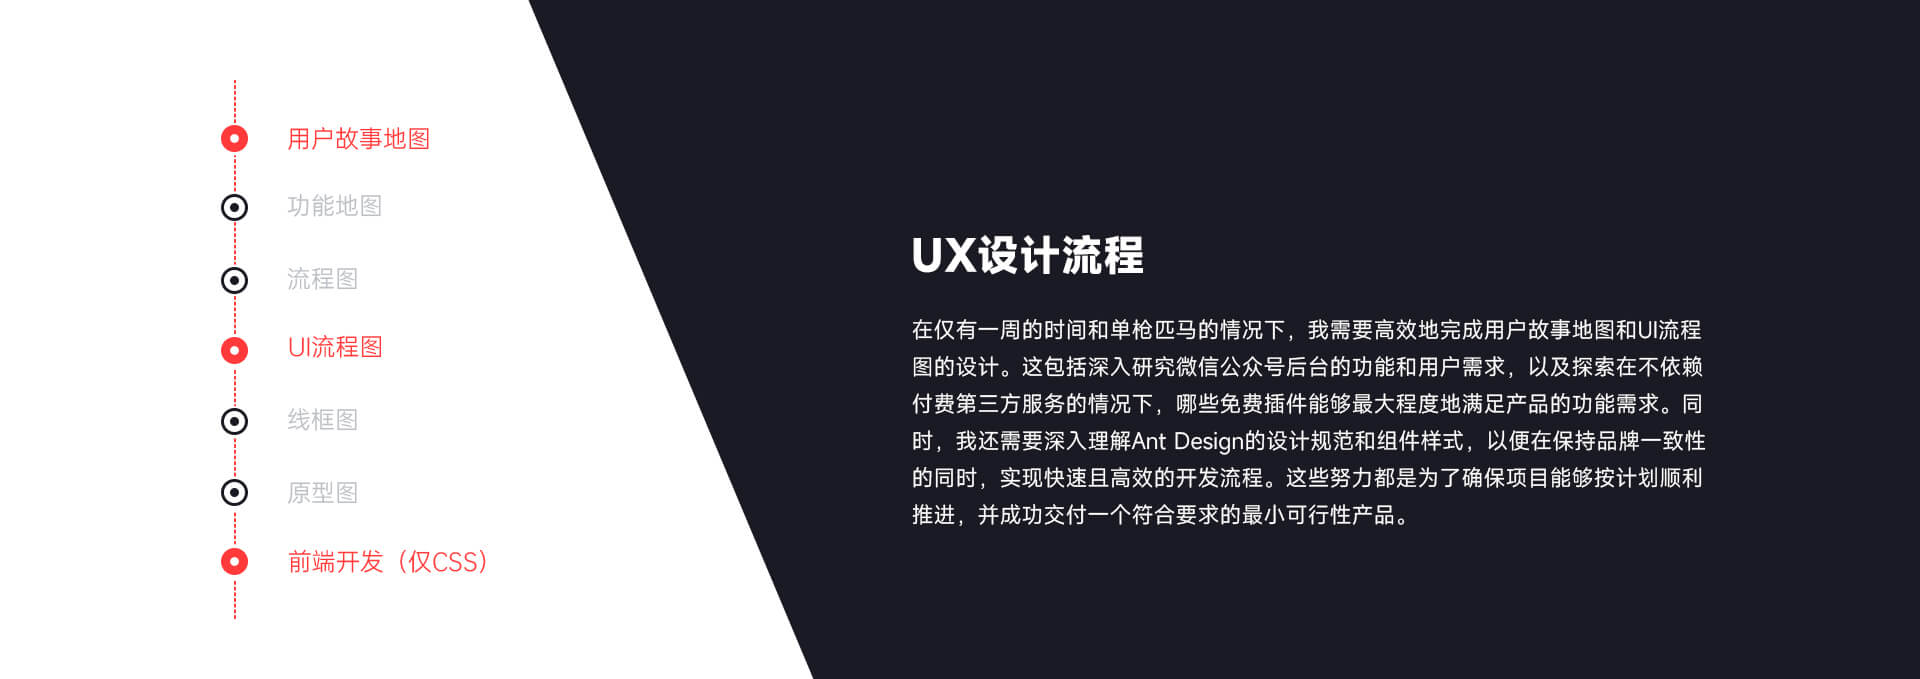 用户故事地图
功能地图
流程图
UI流程图
线框图
原型图
前端开发（仅CSS）
UX设计流程
在仅有一周的时间和单枪匹马的情况下，我需要高效地完成用户故事地图和UI流程
图的设计。这包括深入研究微信公众号后台的功能和用户需求，以及探索在不依赖
付费第三方服务的情况下，哪些免费插件能够最大程度地满足产品的功能需求。同
时，我还需要深入理解Ant Design的设计规范和组件样式，以便在保持品牌一致性
的同时，实现快速且高效的开发流程。这些努力都是为了确保项目能够按计划顺利
推进，并成功交付一个符合要求的最小可行性产品。